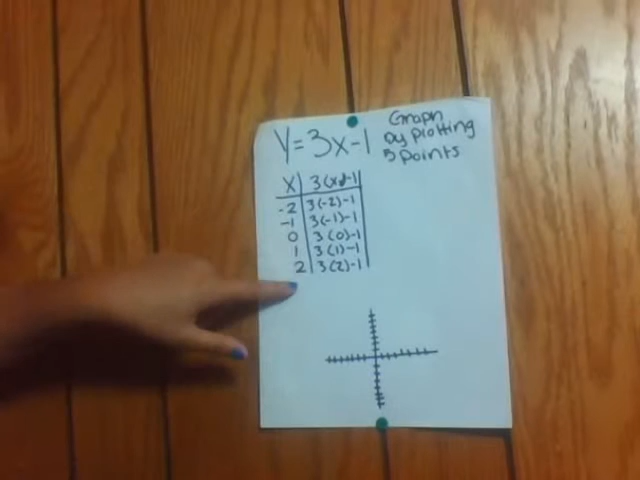 y=3x-1
Graph
by plotting
5 points
x 3(x)-1
-2 3(-2)-1
-1 3(-1)-1
0 3(0)-1
1 3(1)-1
2 3(2)-1